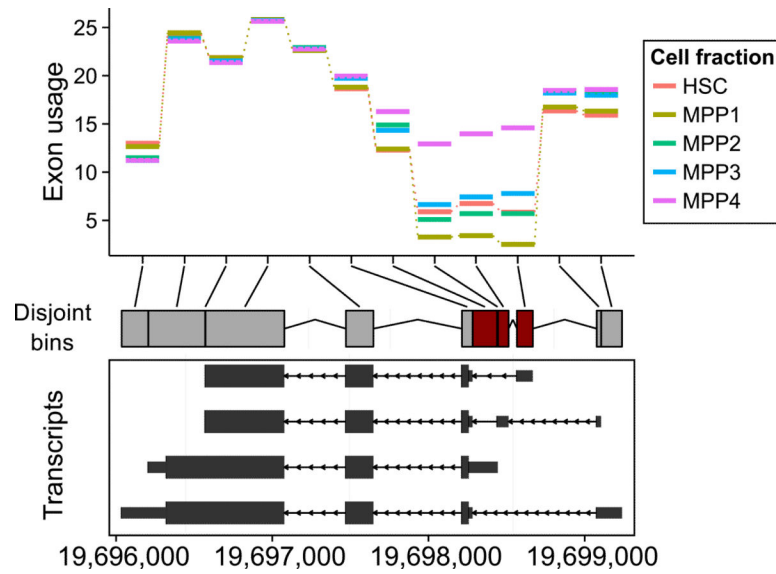 Exon usage
25
20
15
10
5
Cell fraction
HSC
MPP1
MPP2
MPP3
MPP4
Disjoint
bins
Transcripts
19,696,000
19,697,000
19,698,000
19,699,000